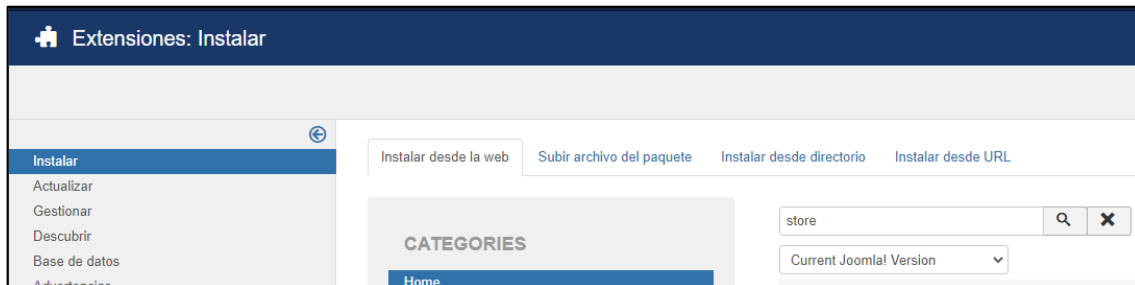 Extensiones: Instalar
Instalar
Actualizar
Gestionar
Descubrir
Base de datos
Advertencias
Instalar desde la web
Subir archivo del paquete
Instalar desde directorio
Instalar desde URL
CATEGORIES
Home
store
Current Joomla! Version